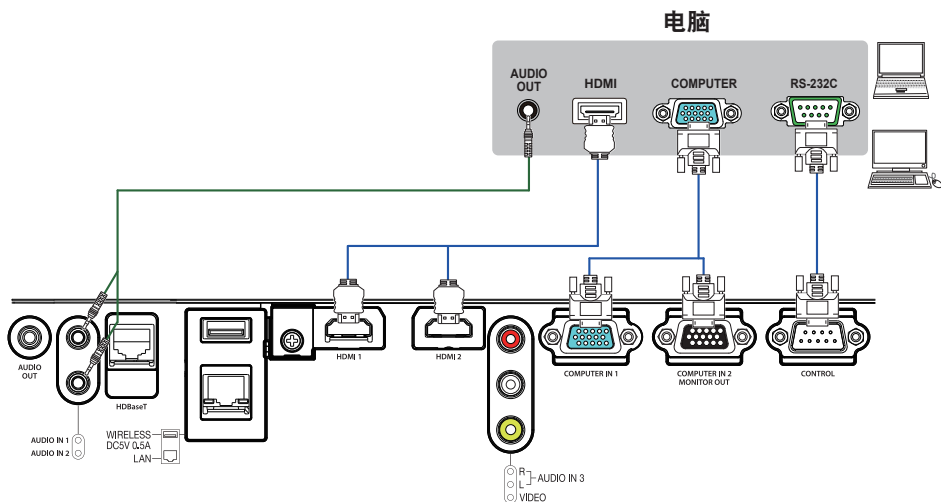 电脑
AUDIO
OUT
HDMI
COMPUTER
RS-232C
AUDIO
OUT
HDBaseT
HDMI 1
HDMI 2
COMPUTER IN 1
COMPUTER IN 2
MONITOR OUT
CONTROL
AUDIO IN 1
AUDIO IN 2
WIRELESS
DC5V 0.5A
LAN
R
L
AUDIO IN 3
VIDEO